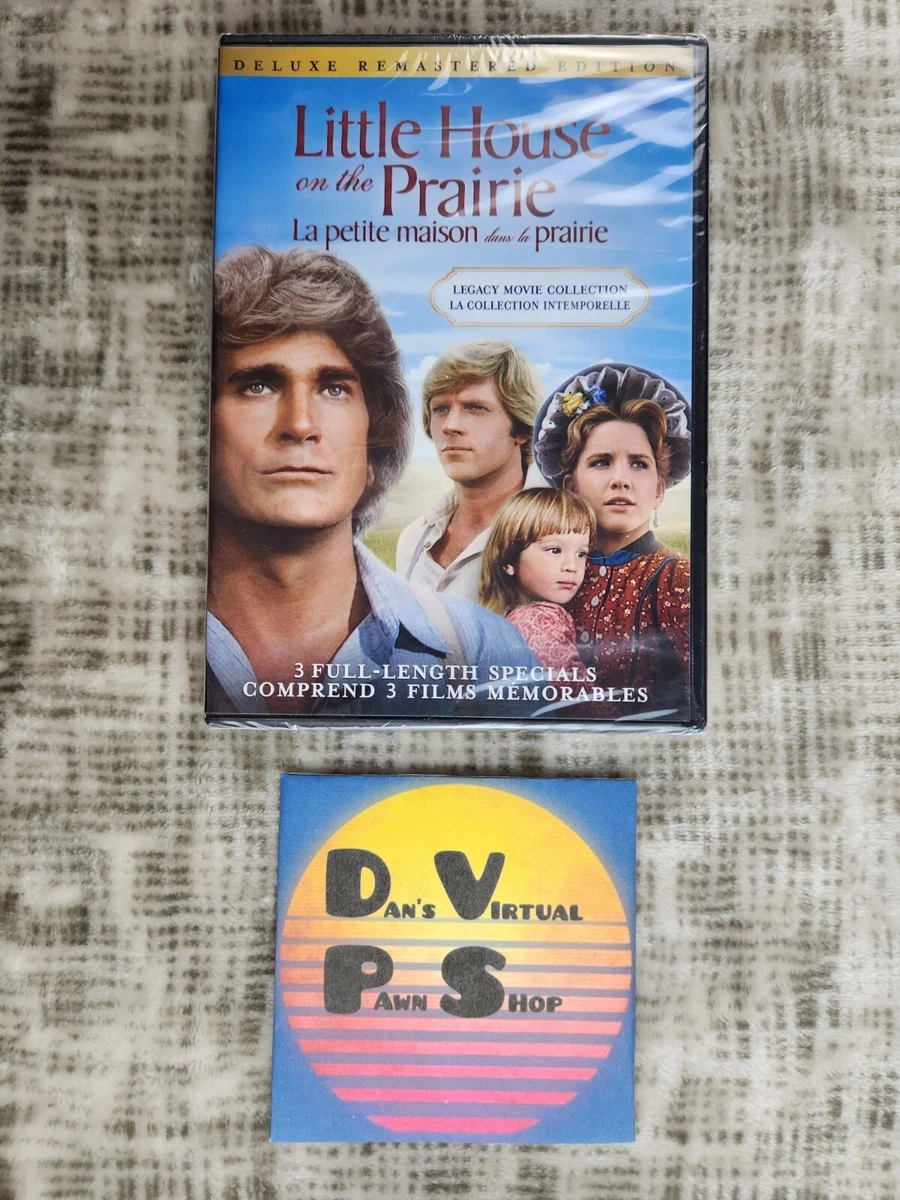 DELUXE REMASTERED EDITION
Little House
on the Prairie
La petite maison dans la prairie
LEGACY MOVIE COLLECTION
LA COLLECTION INTEMPORELLE
3 FULL-LENGTH SPECIALS
COMPREND 3 FILMS MÉMORABLES
DAN'S VIRTUAL
PAWN SHOP